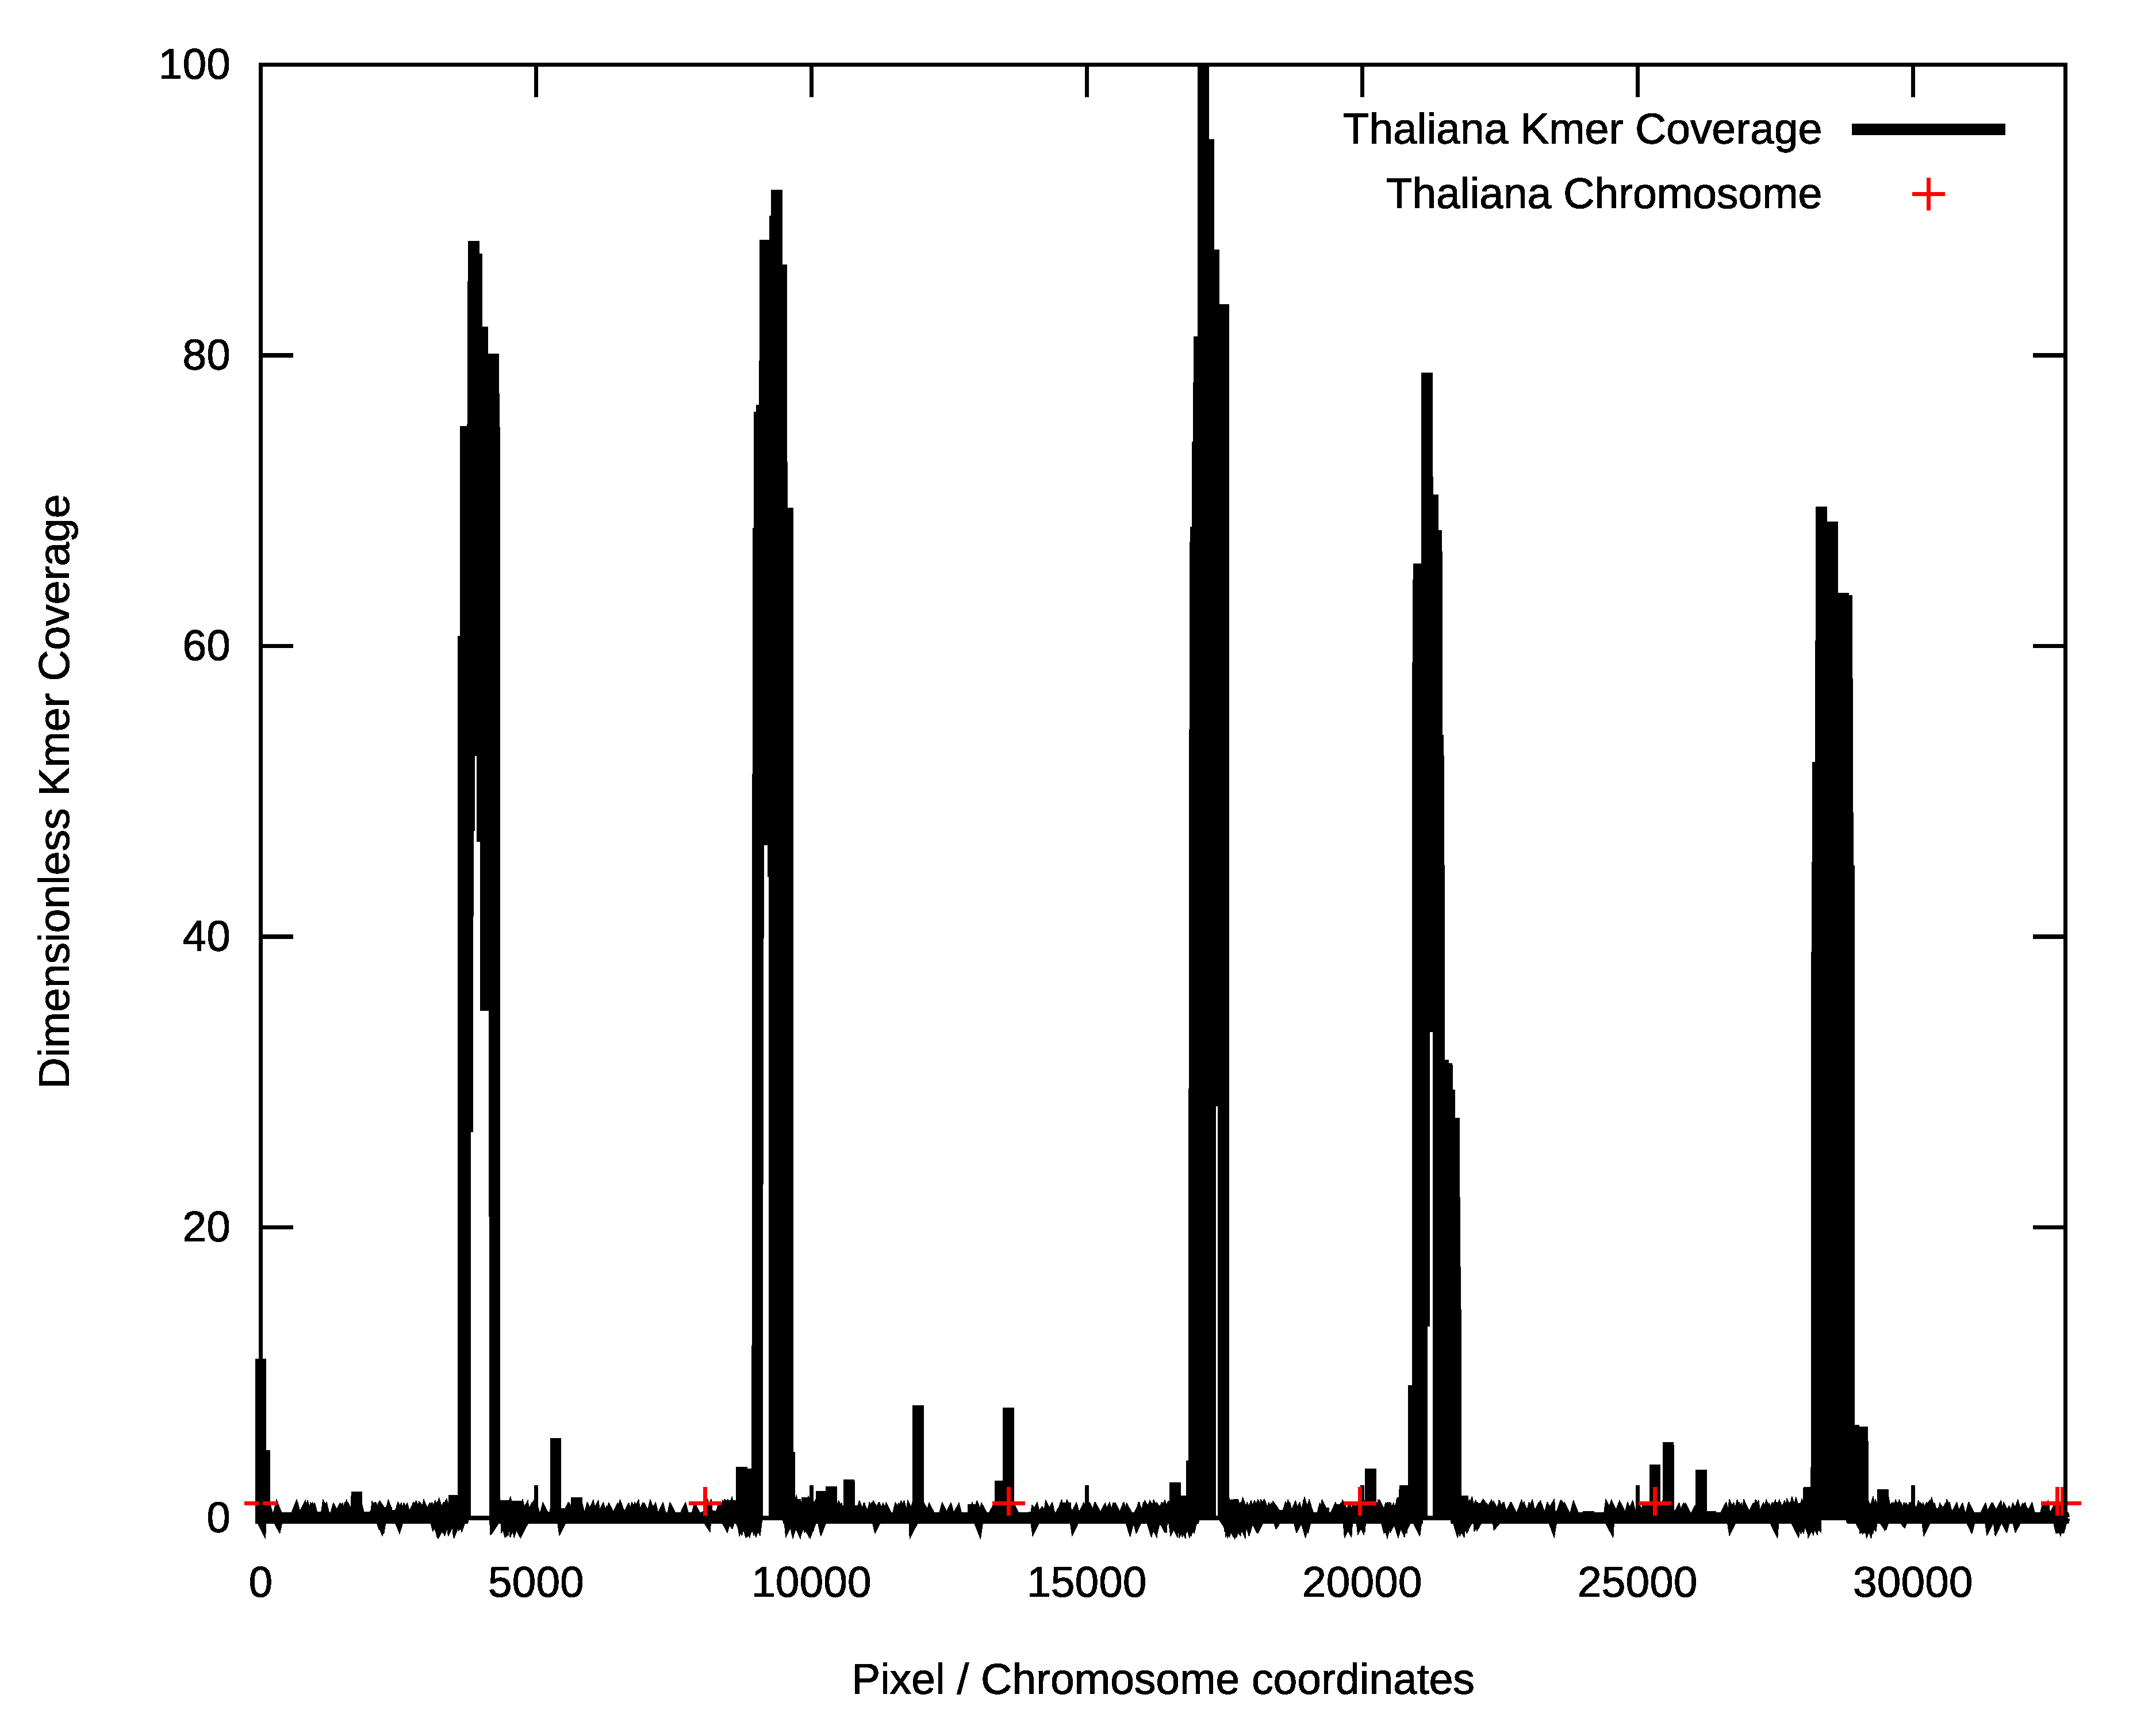 100
Thaliana Kmer Coverage
Thaliana Chromosome
80
60
40
20
0
Dimensionless Kmer Coverage
0 5000 10000 15000 20000 25000 30000
Pixel / Chromosome coordinates